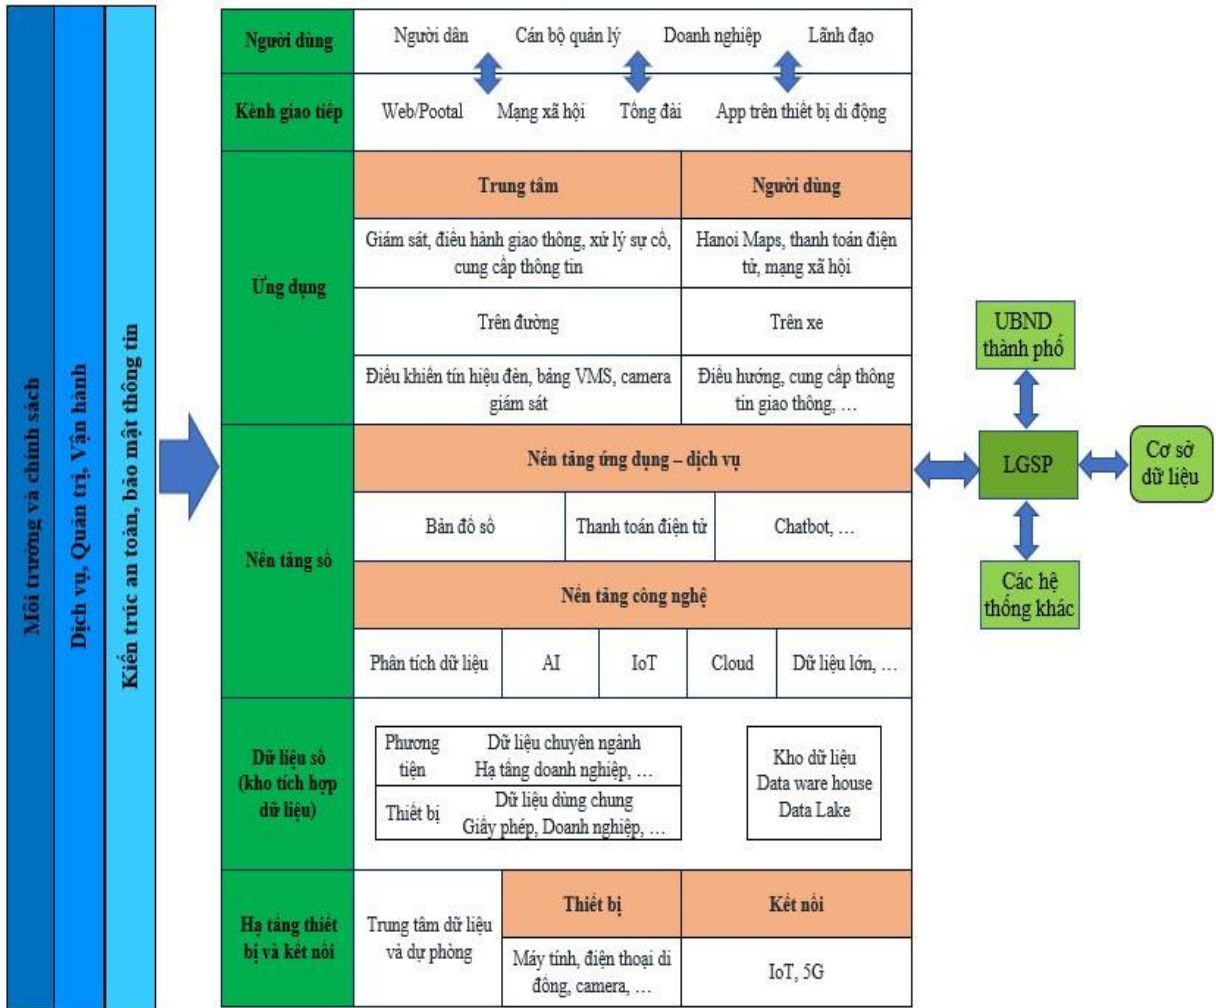 Môi trường và chính sách
Dịch vụ, Quản trị, Vận hành
Kiến trúc an toàn, bảo mật thông tin
Người dùng
Người dân
Cán bộ quản lý
Doanh nghiệp
Lãnh đạo
Kênh giao tiếp
Web/Pootal
Mạng xã hội
Tổng đài
App trên thiết bị di động
Ứng dụng
Trung tâm
Người dùng
Giám sát, điều hành giao thông, xử lý sự cố,
cung cấp thông tin
Hanoi Maps, thanh toán điện
tử, mạng xã hội
Trên đường
Trên xe
Điều khiển tín hiệu đèn, bảng VMS, camera
giám sát
Điều hướng, cung cấp thông
tin giao thông, …
Nền tảng số
Nền tảng ứng dụng – dịch vụ
Bản đồ số
Thanh toán điện tử
Chatbot, …
Nền tảng công nghệ
Phân tích dữ liệu
AI
IoT
Cloud
Dữ liệu lớn, …
Dữ liệu số
(kho tích hợp
dữ liệu)
Phương
tiện
Dữ liệu chuyên ngành
Hạ tầng doanh nghiệp, …
Thiết bị
Dữ liệu dùng chung
Giấy phép, Doanh nghiệp, …
Kho dữ liệu
Data ware house
Data Lake
Hạ tầng thiết
bị và kết nối
Trung tâm dữ liệu
và dự phòng
Thiết bị
Kết nối
Máy tính, điện thoại di
động, camera, …
IoT, 5G
UBND
thành phố
LGSP
Cơ sở
dữ liệu
Các hệ
thống khác